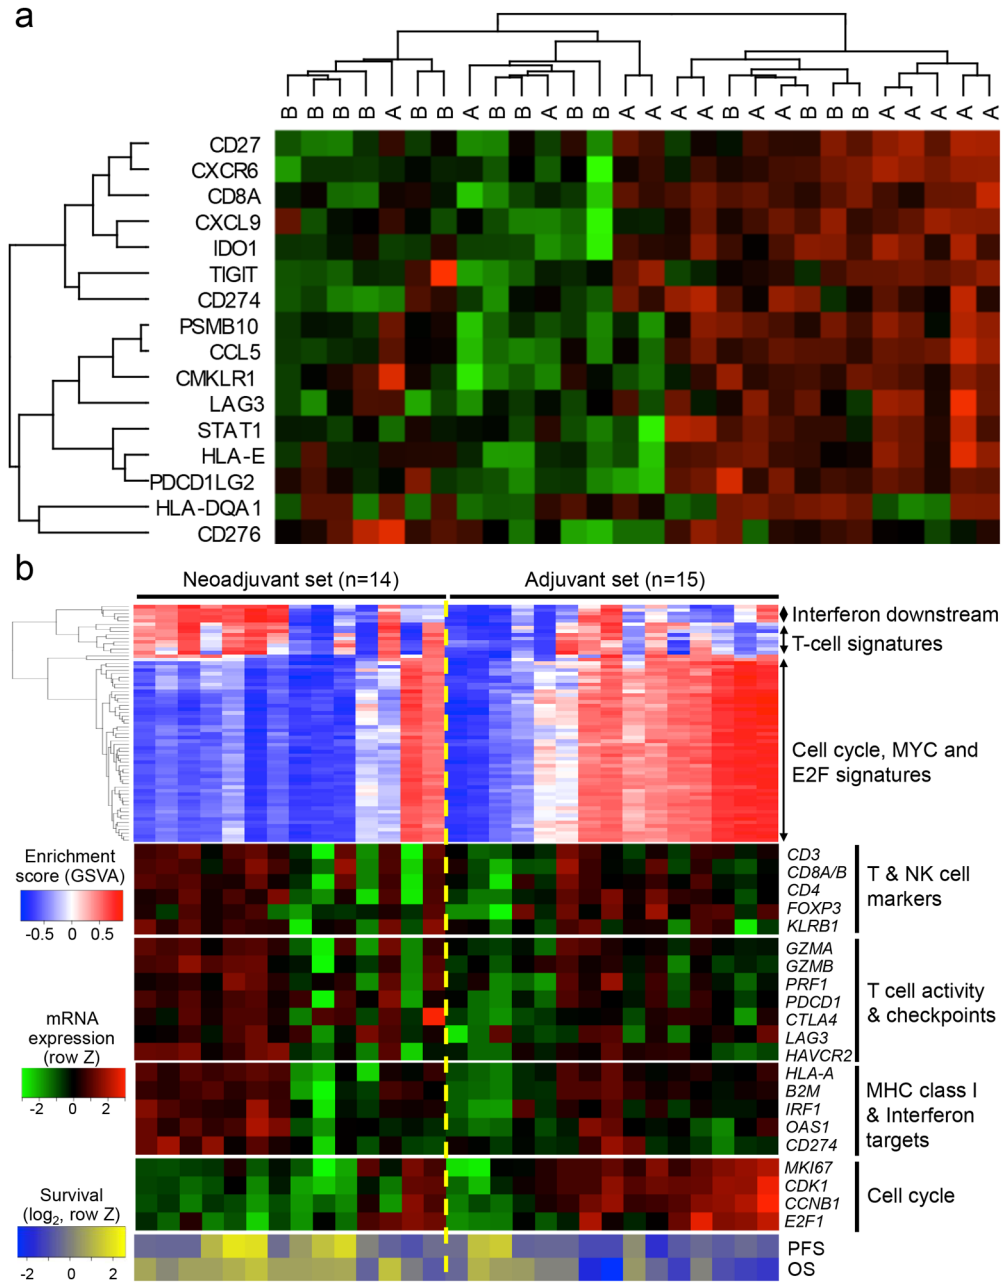 a
B B B B A B B A B B A B B A A A A B A A A B B A A A A A
CD27
CXCR6
CD8A
CXCL9
IDO1
TIGIT
CD274
PSMB10
CCL5
CMKLR1
LAG3
STAT1
HLA-E
PDCD1LG2
HLA-DQA1
CD276
b
Neoadjuvant set (n=14)
Adjuvant set (n=15)
Interferon downstream
T-cell signatures
Cell cycle, MYC and
E2F signatures
Enrichment
score (GSVA)
-0.5 0 0.5
CD3
CD8A/B
CD4
FOXP3
KLRB1
T & NK cell
markers
GZMA
GZMB
PRF1
PDCD1
CTLA4
LAG3
HAVCR2
T cell activity
& checkpoints
mRNA
expression
(row Z)
-2 0 2
HLA-A
B2M
IRF1
OAS1
CD274
MHC class I
& Interferon
targets
MKI67
CDK1
CCNB1
E2F1
Cell cycle
Survival
(log2, row Z)
-2 0 2
PFS
OS